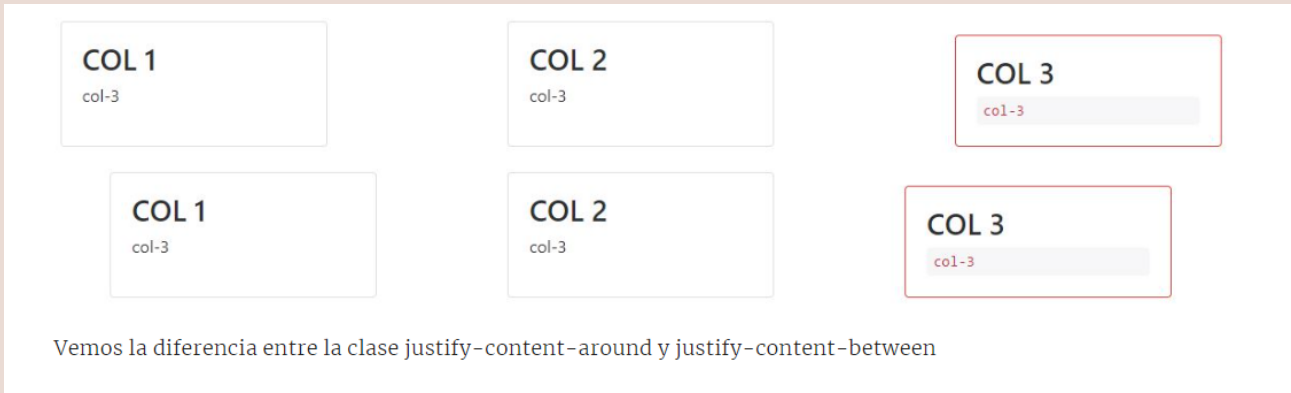 COL 1 COL 2 COL 3
col-3 col-3 col-3
COL 1 COL 2 COL 3
col-3 col-3 col-3
Vemos la diferencia entre la clase justify-content-around y justify-content-between